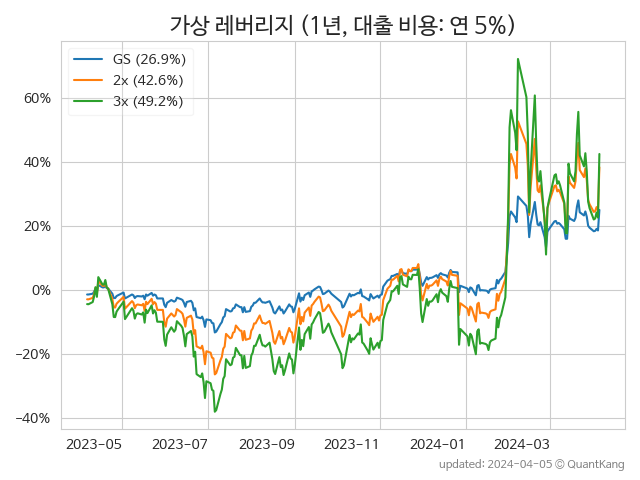 가상 레버리지 (1년, 대출 비용: 연 5%)
GS (26.9%)
2x (42.6%)
3x (49.2%)
60%
40%
20%
0%
−20%
−40%
2023-05 2023-07 2023-09 2023-11 2024-01 2024-03
updated: 2024-04-05 © QuantKang